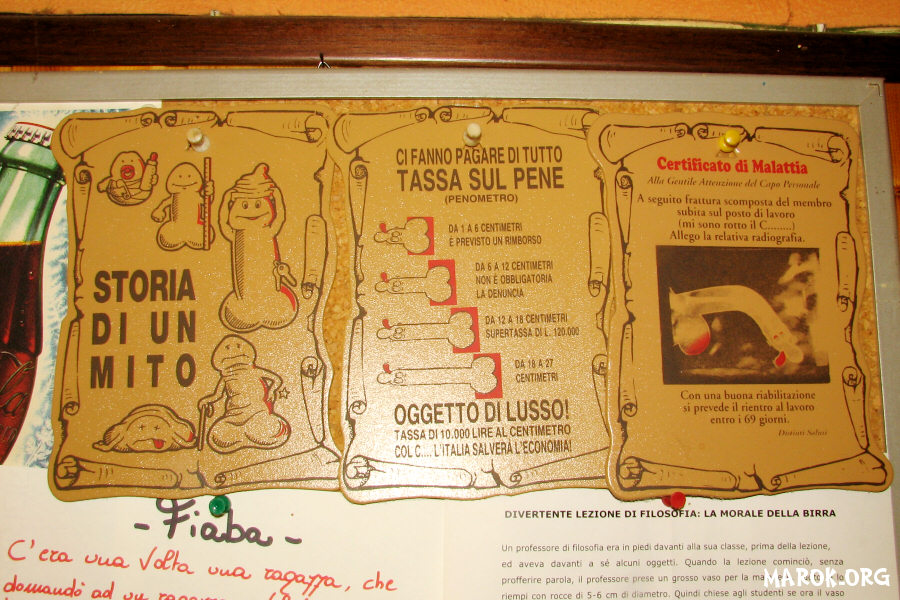 STORIA
DI UN
MITO
CI FANNO PAGARE DI TUTTO
TASSA SUL PENE
(PENOMETRO)
DA 1 A 6 CENTIMETRI
È PREVISTO UN RIMBORSO
DA 6 A 12 CENTIMETRI
NON È OBBLIGATORIA
LA DENUNCIA
DA 12 A 18 CENTIMETRI
SUPERTASSA DI L. 120.000
DA 18 A 27
CENTIMETRI
OGGETTO DI LUSSO!
TASSA DI 10.000 LIRE AL CENTIMETRO
COL C.... L'ITALIA SALVERÀ L'ECONOMIA!
Certificato di Malattia
Alla Gentile Attenzione del Capo Personale
A seguito frattura scomposta del membro
subita sul posto di lavoro
(mi sono rotto il C........)
Allego la relativa radiografia.
Con una buona riabilitazione
si prevede il rientro al lavoro
entro i 69 giorni.
Distinti Saluti
- Fiaba -
C'era una volta una ragazza, che
domandò ad un
DIVERTENTE LEZIONE DI FILOSOFIA: LA MORALE DELLA BIRRA
Un professore di filosofia era in piedi davanti alla sua classe, prima della lezione,
ed aveva davanti a sé alcuni oggetti. Quando la lezione cominciò, senza
profferire parola, il professore prese un grosso vaso per la
riempì con rocce di 5-6 cm di diametro. Quindi chiese agli studenti se ora il vaso
MAROK.ORG